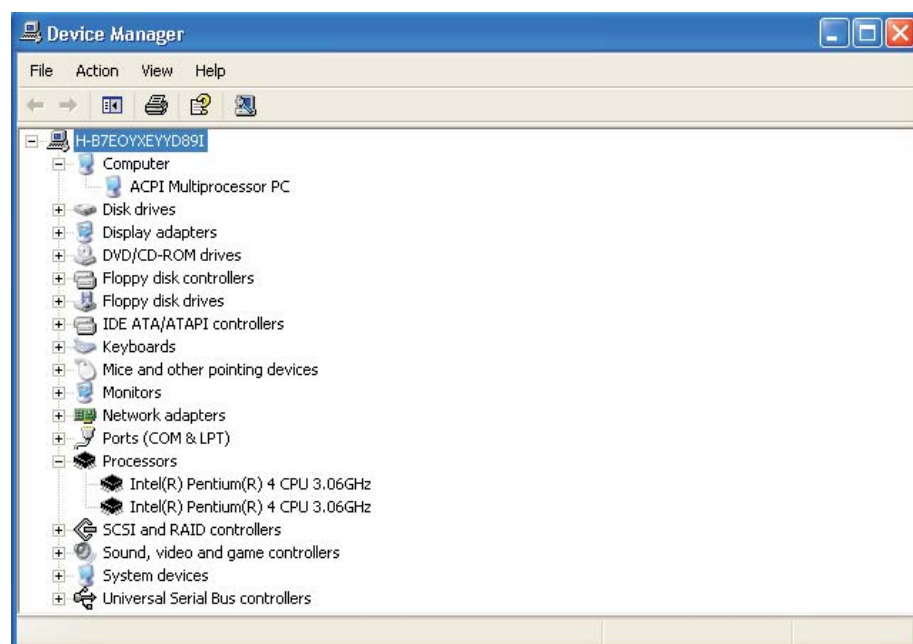 Device Manager
File Action View Help
H-B7EOYXEYYD89I
Computer
ACPI Multiprocessor PC
Disk drives
Display adapters
DVD/CD-ROM drives
Floppy disk controllers
Floppy disk drives
IDE ATA/ATAPI controllers
Keyboards
Mice and other pointing devices
Monitors
Network adapters
Ports (COM & LPT)
Processors
Intel(R) Pentium(R) 4 CPU 3.06GHz
Intel(R) Pentium(R) 4 CPU 3.06GHz
SCSI and RAID controllers
Sound, video and game controllers
System devices
Universal Serial Bus controllers